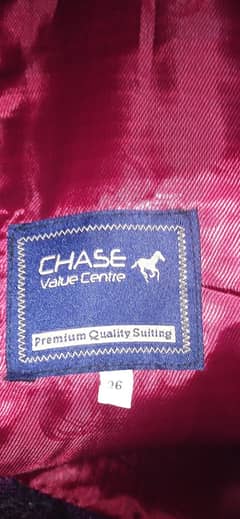 CHASE
Value Centre
Premium Quality Suiting
36